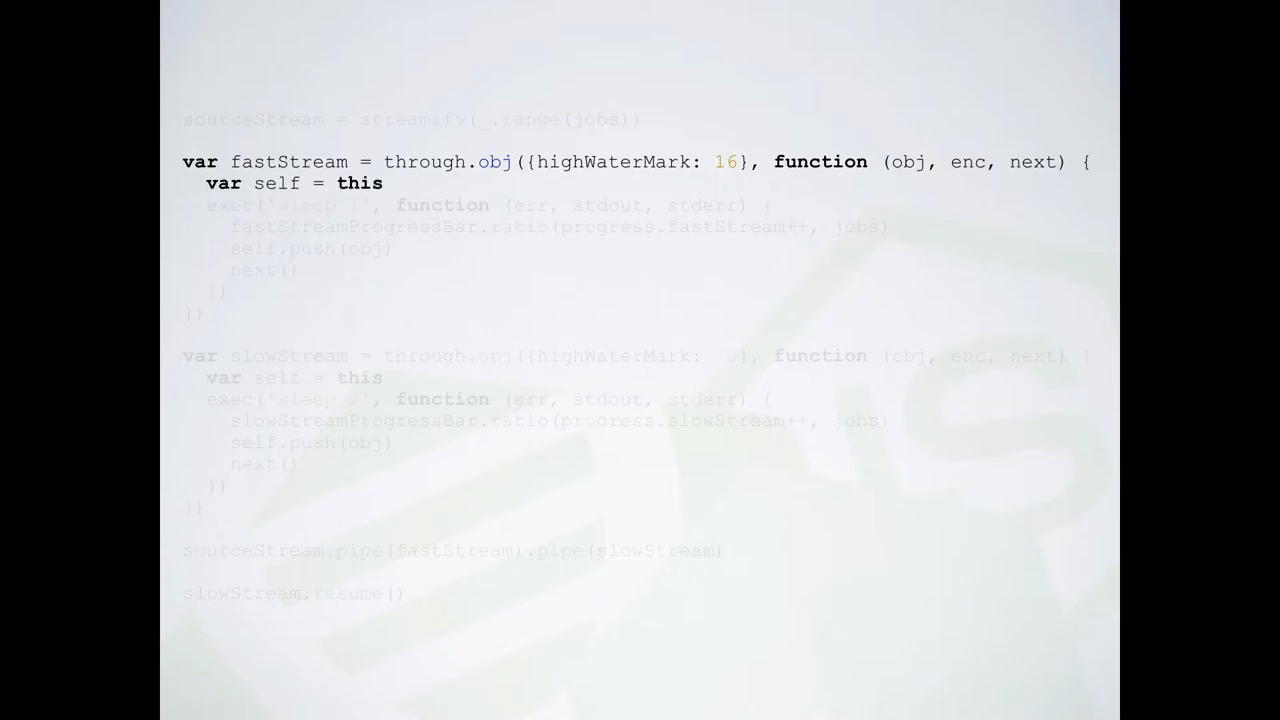 sourceStream = streamify(_.range(jobs))
var fastStream = through.obj({highWaterMark: 16}, function (obj, enc, next) {
var self = this
exec('sleep 1', function (err, stdout, stderr) {
fastStreamProgressBar.ratio(progress.fastStream++, jobs)
self.push(obj)
next()
})
})
var slowStream = through.obj({highWaterMark: }, function (obj, enc, next) {
var self = this
exec('sleep 2', function (err, stdout, stderr) {
slowStreamProgressBar.ratio(progress.slowStream++, jobs)
self.push(obj)
next()
})
})
sourceStream.pipe(fastStream).pipe(slowStream)
slowStream.resume()